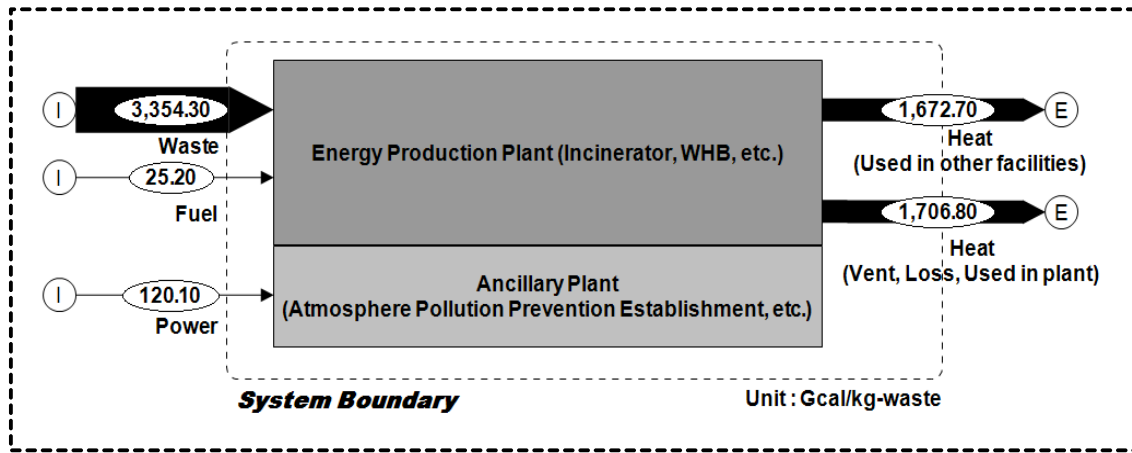 I
3,354.30
Waste
I
25.20
Fuel
I
120.10
Power
Energy Production Plant (Incinerator, WHB, etc.)
Ancillary Plant
(Atmosphere Pollution Prevention Establishment, etc.)
1,672.70
E
Heat
(Used in other facilities)
1,706.80
E
Heat
(Vent, Loss, Used in plant)
System Boundary
Unit : Gcal/kg-waste